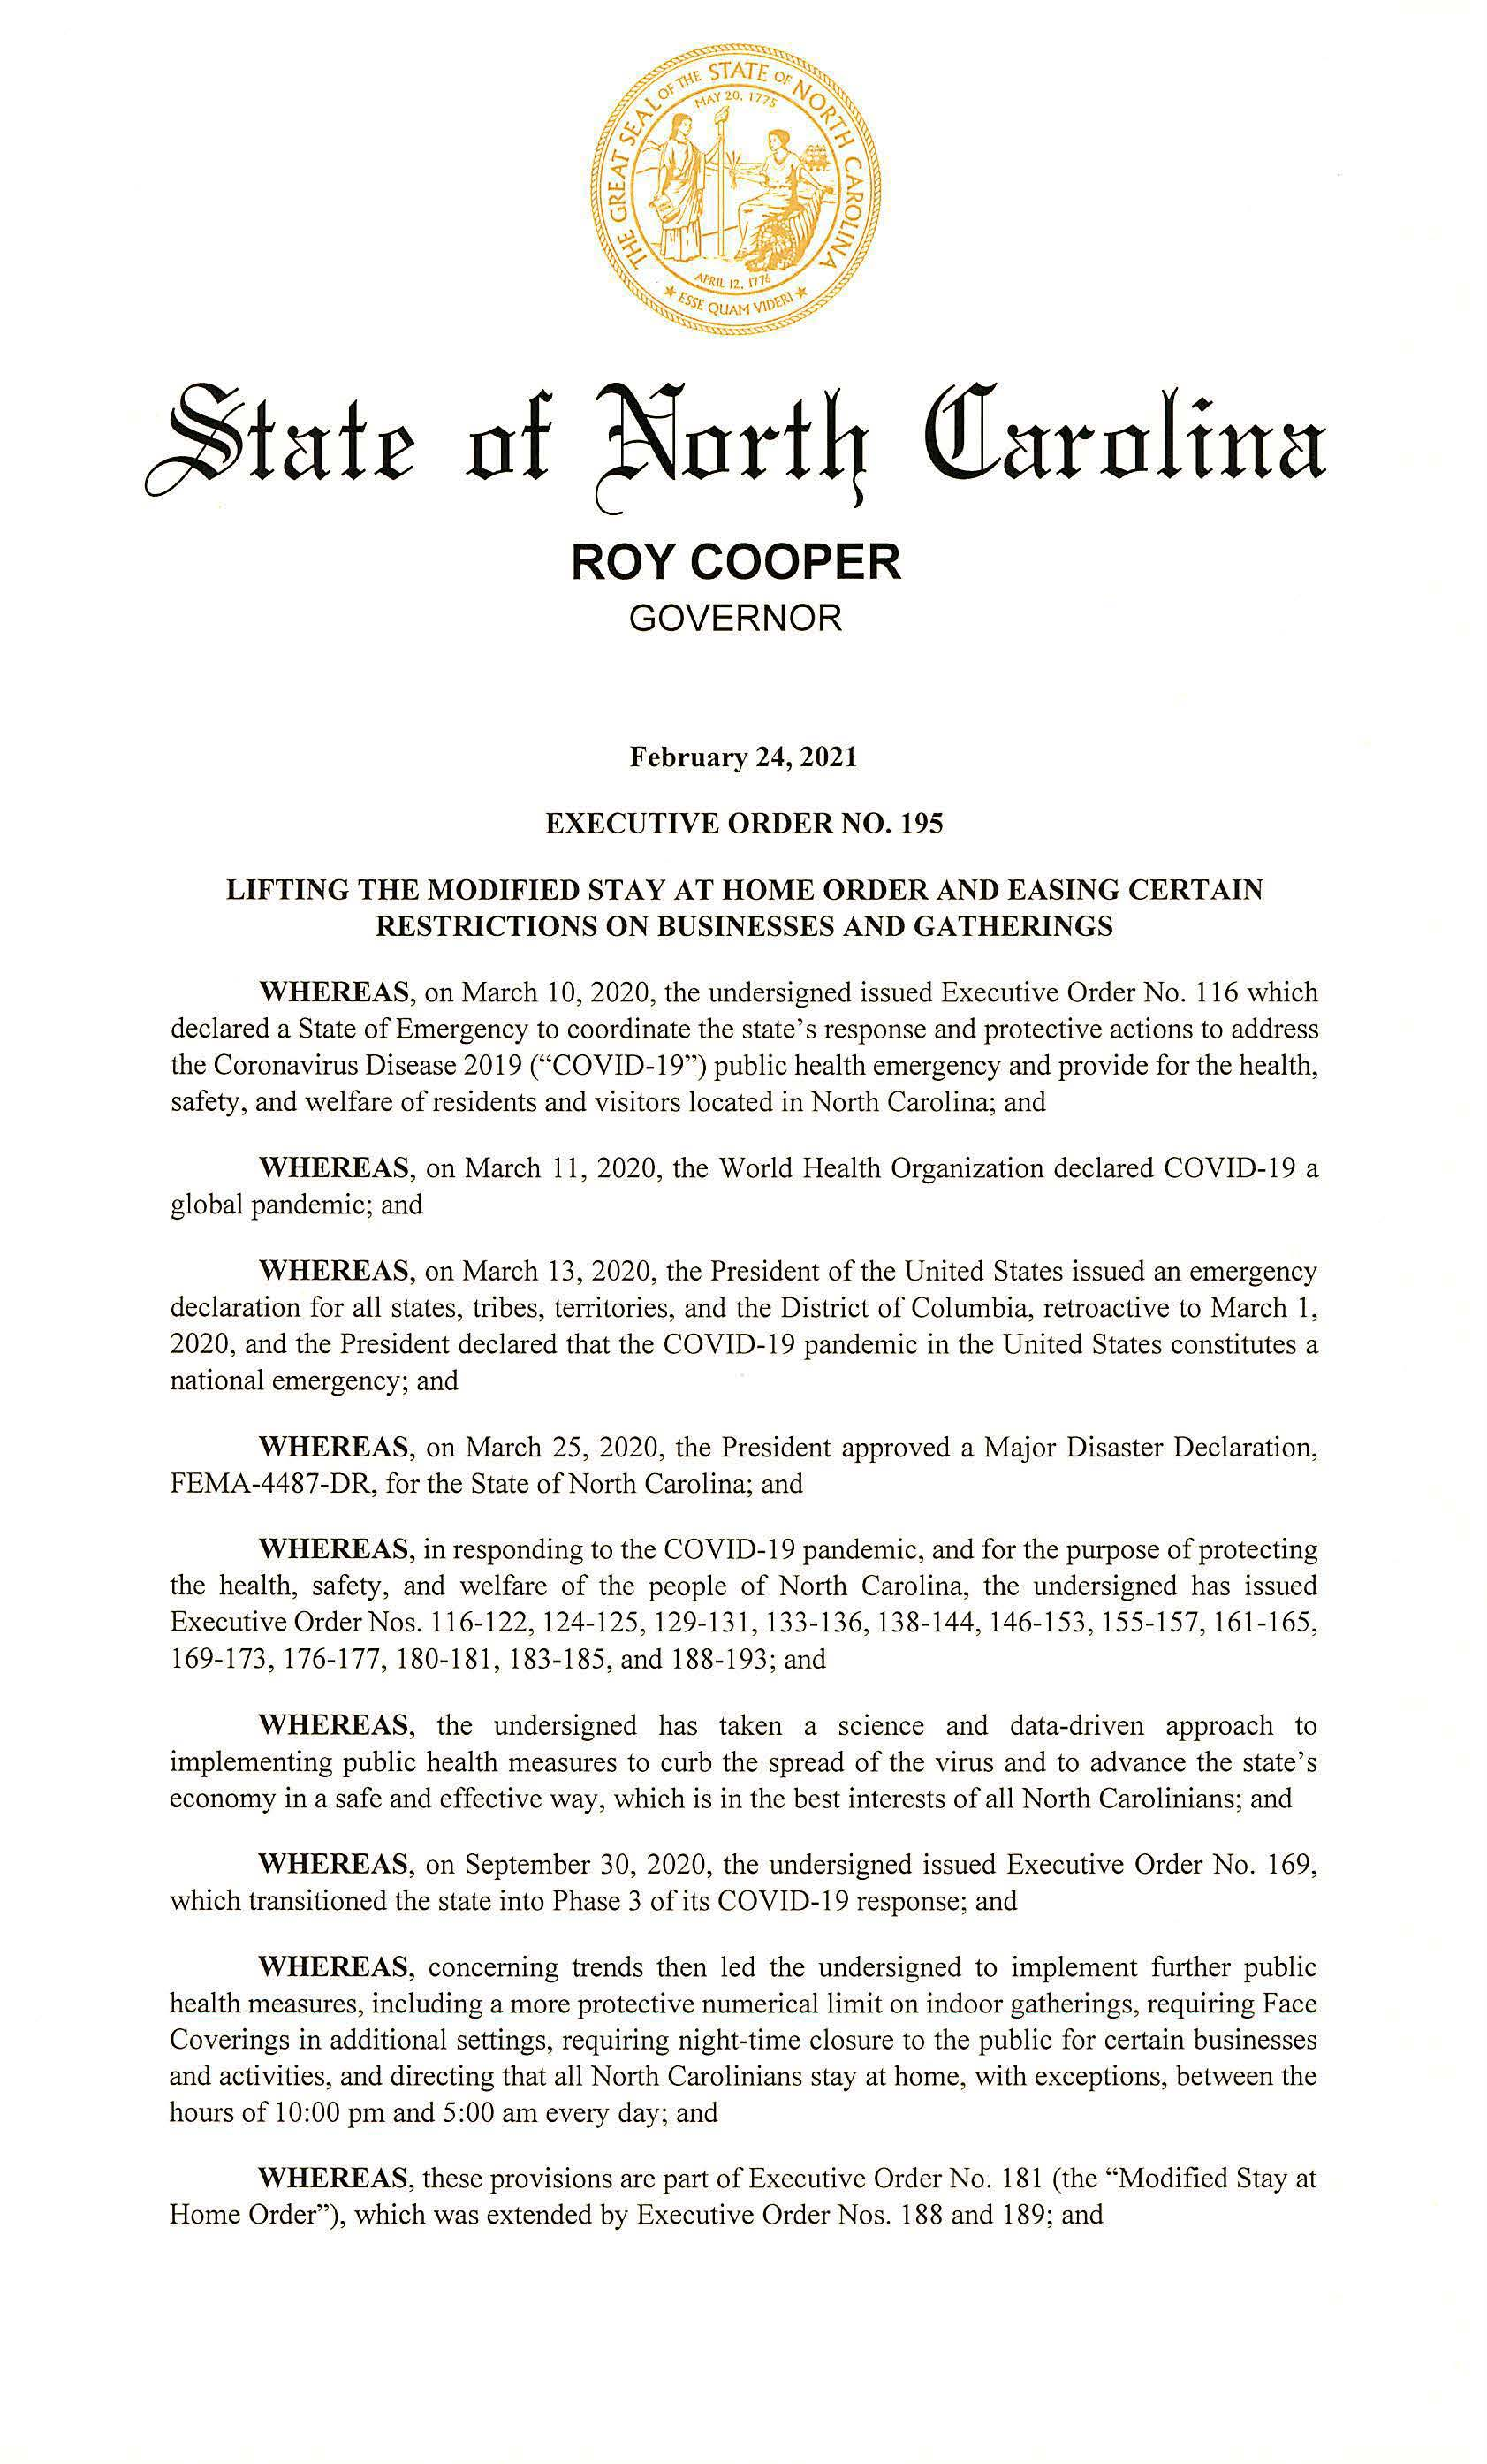 THE GREAT SEAL OF THE STATE OF NORTH CAROLINA
MAY 20, 1775
APRIL 12, 1776
★ ESSE QUAM VIDERI ★
State of North Carolina
ROY COOPER
GOVERNOR
February 24, 2021
EXECUTIVE ORDER NO. 195
LIFTING THE MODIFIED STAY AT HOME ORDER AND EASING CERTAIN
RESTRICTIONS ON BUSINESSES AND GATHERINGS
WHEREAS, on March 10, 2020, the undersigned issued Executive Order No. 116 which
declared a State of Emergency to coordinate the state's response and protective actions to address
the Coronavirus Disease 2019 (“COVID-19”) public health emergency and provide for the health,
safety, and welfare of residents and visitors located in North Carolina; and
WHEREAS, on March 11, 2020, the World Health Organization declared COVID-19 a
global pandemic; and
WHEREAS, on March 13, 2020, the President of the United States issued an emergency
declaration for all states, tribes, territories, and the District of Columbia, retroactive to March 1,
2020, and the President declared that the COVID-19 pandemic in the United States constitutes a
national emergency; and
WHEREAS, on March 25, 2020, the President approved a Major Disaster Declaration,
FEMA-4487-DR, for the State of North Carolina; and
WHEREAS, in responding to the COVID-19 pandemic, and for the purpose of protecting
the health, safety, and welfare of the people of North Carolina, the undersigned has issued
Executive Order Nos. 116-122, 124-125, 129-131, 133-136, 138-144, 146-153, 155-157, 161-165,
169-173, 176-177, 180-181, 183-185, and 188-193; and
WHEREAS, the undersigned has taken a science and data-driven approach to
implementing public health measures to curb the spread of the virus and to advance the state's
economy in a safe and effective way, which is in the best interests of all North Carolinians; and
WHEREAS, on September 30, 2020, the undersigned issued Executive Order No. 169,
which transitioned the state into Phase 3 of its COVID-19 response; and
WHEREAS, concerning trends then led the undersigned to implement further public
health measures, including a more protective numerical limit on indoor gatherings, requiring Face
Coverings in additional settings, requiring night-time closure to the public for certain businesses
and activities, and directing that all North Carolinians stay at home, with exceptions, between the
hours of 10:00 pm and 5:00 am every day; and
WHEREAS, these provisions are part of Executive Order No. 181 (the “Modified Stay at
Home Order”), which was extended by Executive Order Nos. 188 and 189; and